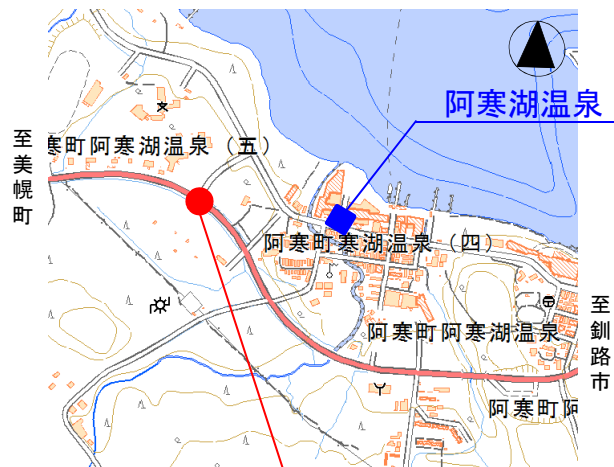 阿寒湖温泉
至美幌町
寒町阿寒湖温泉（五）
阿寒町寒湖温泉（四）
至釧路市
阿寒町阿寒湖温泉
阿寒町阿